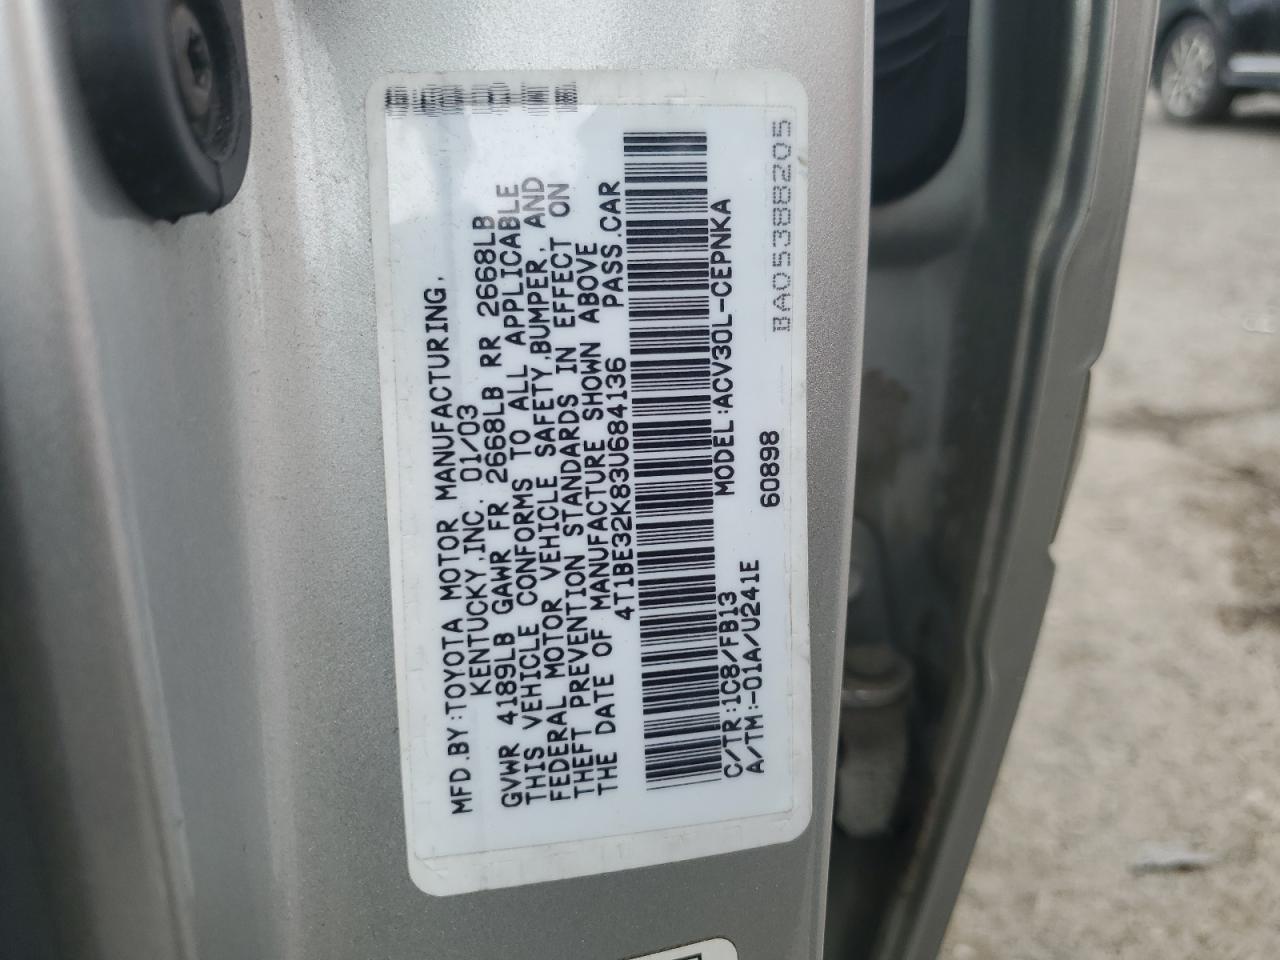 MFD.BY:TOYOTA MOTOR MANUFACTURING,
KENTUCKY,INC. 01/03
GVWR 4189LB GAWR FR 2668LB RR 2668LB
THIS VEHICLE CONFORMS TO ALL APPLICABLE
FEDERAL MOTOR VEHICLE SAFETY,BUMPER, AND
THEFT PREVENTION STANDARDS IN EFFECT ON
THE DATE OF MANUFACTURE SHOWN ABOVE
4T1BE32K83U684136 PASS.CAR
MODEL:ACV30L-CEPNKA
C/TR:1C8/FB13
A/TM:-01A/U241E
60898
BA05388205